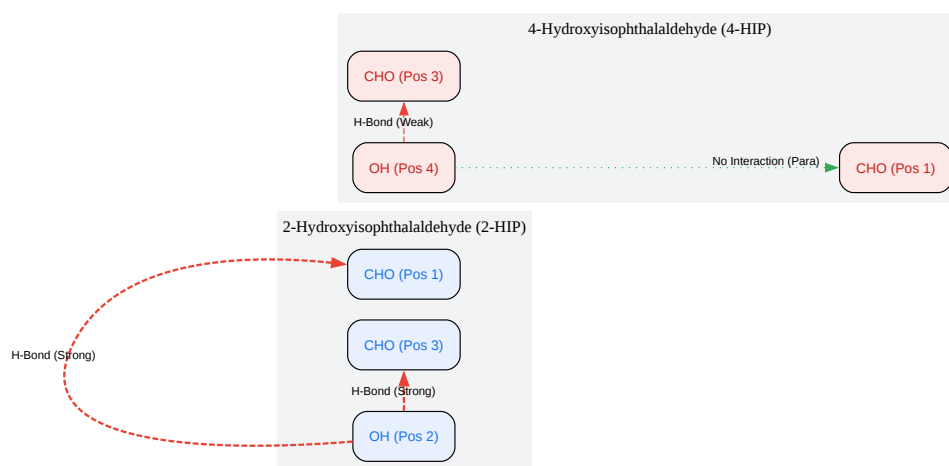 4-Hydroxyisophthalaldehyde (4-HIP)
CHO (Pos 3)
H-Bond (Weak)
OH (Pos 4)
No Interaction (Para)
CHO (Pos 1)
2-Hydroxyisophthalaldehyde (2-HIP)
CHO (Pos 1)
CHO (Pos 3)
H-Bond (Strong)
H-Bond (Strong)
OH (Pos 2)